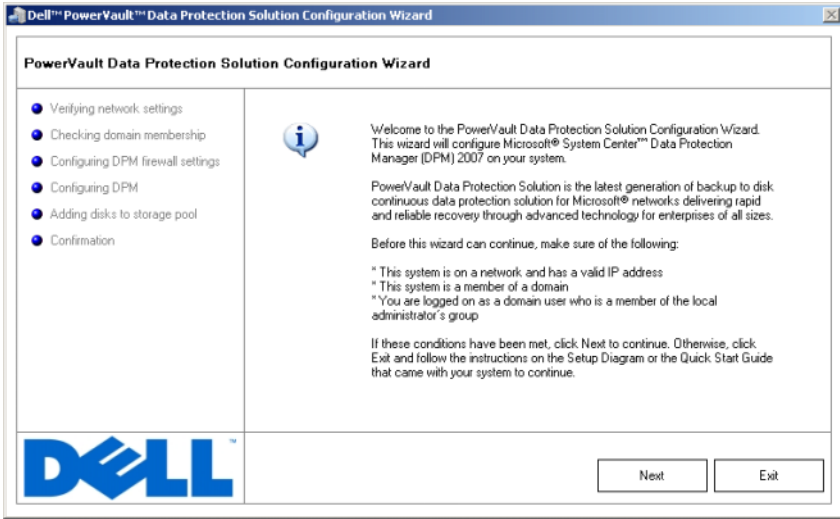 Dell™ PowerVault™ Data Protection Solution Configuration Wizard
PowerVault Data Protection Solution Configuration Wizard
Verifying network settings
Checking domain membership
Configuring DPM firewall settings
Configuring DPM
Adding disks to storage pool
Confirmation
Welcome to the PowerVault Data Protection Solution Configuration Wizard.
This wizard will configure Microsoft® System Center™ Data Protection
Manager (DPM) 2007 on your system.
PowerVault Data Protection Solution is the latest generation of backup to disk
continuous data protection solution for Microsoft® networks delivering rapid
and reliable recovery through advanced technology for enterprises of all sizes.
Before this wizard can continue, make sure of the following:
* This system is on a network and has a valid IP address
* This system is a member of a domain
* You are logged on as a domain user who is a member of the local
administrator's group
If these conditions have been met, click Next to continue. Otherwise, click
Exit and follow the instructions on the Setup Diagram or the Quick Start Guide
that came with your system to continue.
DELL™
Next
Exit